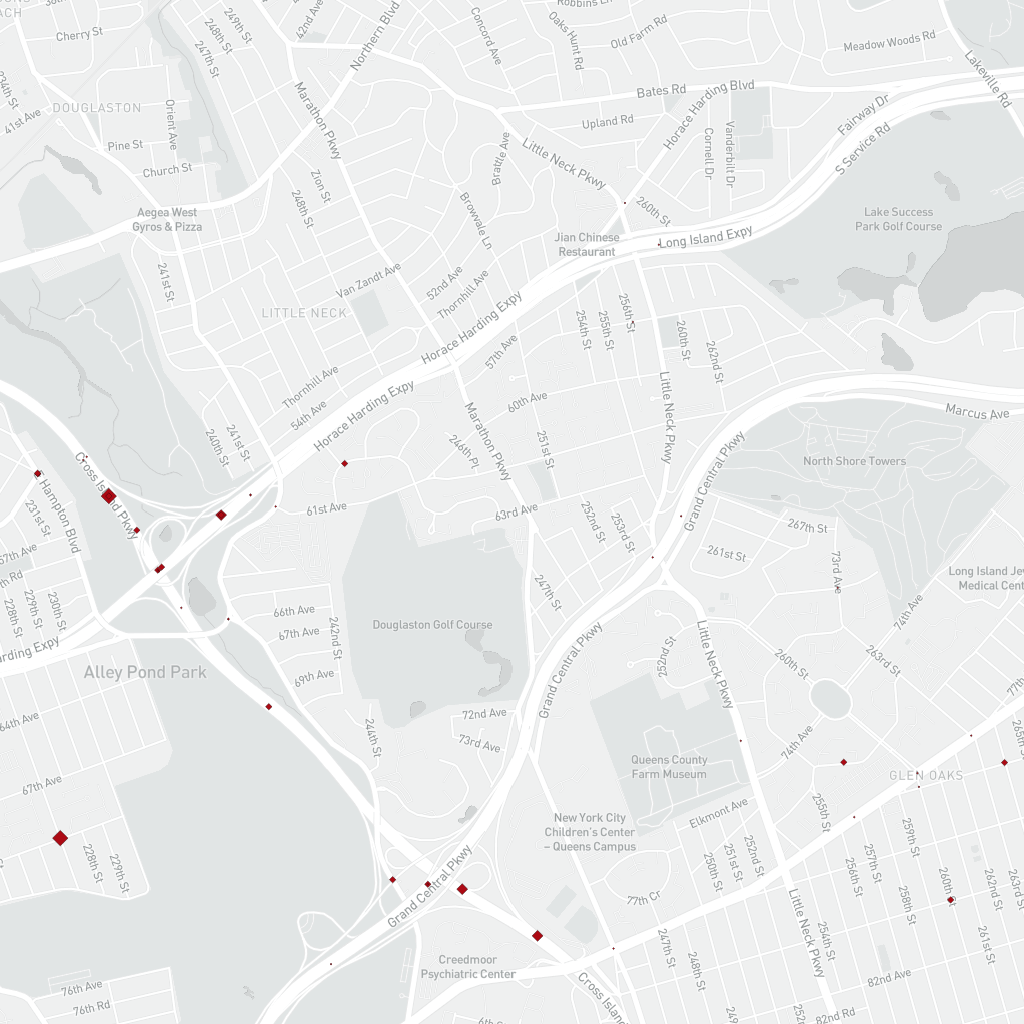 ACH
Cherry St
249th St
248th St
247th St
42nd Ave
Northern Blvd
Concord Ave
Oaks Hunt Rd
Robbins Ln
Old Farm Rd
Meadow Woods Rd
Lakeville Rd
234th St
41st Ave
DOUGLASTON
Orient Ave
Pine St
Church St
Marathon Pkwy
Bates Rd
Horace Harding Blvd
Upland Rd
Fairway Dr
S Service Rd
Little Neck Pkwy
Brattle Ave
Cornell Dr
Vanderbilt Dr
Zion St
248th St
Browvale Ln
260th St
Aegea West
Gyros & Pizza
Jian Chinese
Restaurant
Long Island Expy
Lake Success
Park Golf Course
241st St
Van Zandt Ave
52nd Ave
Thornhill Ave
LITTLE NECK
Horace Harding Expy
254th St
255th St
256th St
260th St
262nd St
57th Ave
Thornhill Ave
54th Ave
Horace Harding Expy
60th Ave
Little Neck Pkwy
Marcus Ave
240th St
241st St
246th Pl
Marathon Pkwy
251st St
Grand Central Pkwy
North Shore Towers
Cross Island Pkwy
E Hampton Blvd
231st St
61st Ave
63rd Ave
252nd St
253rd St
267th St
261st St
73rd Ave
Long Island Je
Medical Cent
67th Ave
th Rd
228th St
229th St
230th St
247th St
74th Ave
66th Ave
67th Ave
242nd St
Douglaston Golf Course
Little Neck Pkwy
252nd St
260th St
263rd St
arding Expy
Alley Pond Park
69th Ave
Grand Central Pkwy
77th
64th Ave
244th St
72nd Ave
73rd Ave
74th Ave
265th St
Queens County
Farm Museum
GLEN OAKS
67th Ave
New York City
Children's Center
– Queens Campus
Elkmont Ave
255th St
228th St
229th St
250th St
251st St
252nd St
256th St
257th St
259th St
Grand Central Pkwy
77th Cr
258th St
260th St
262nd St
263rd St
Little Neck Pkwy
254th St
261st St
247th St
248th St
Creedmoor
Psychiatric Center
82nd Ave
76th Ave
76th Rd
Cross Island
82nd Rd